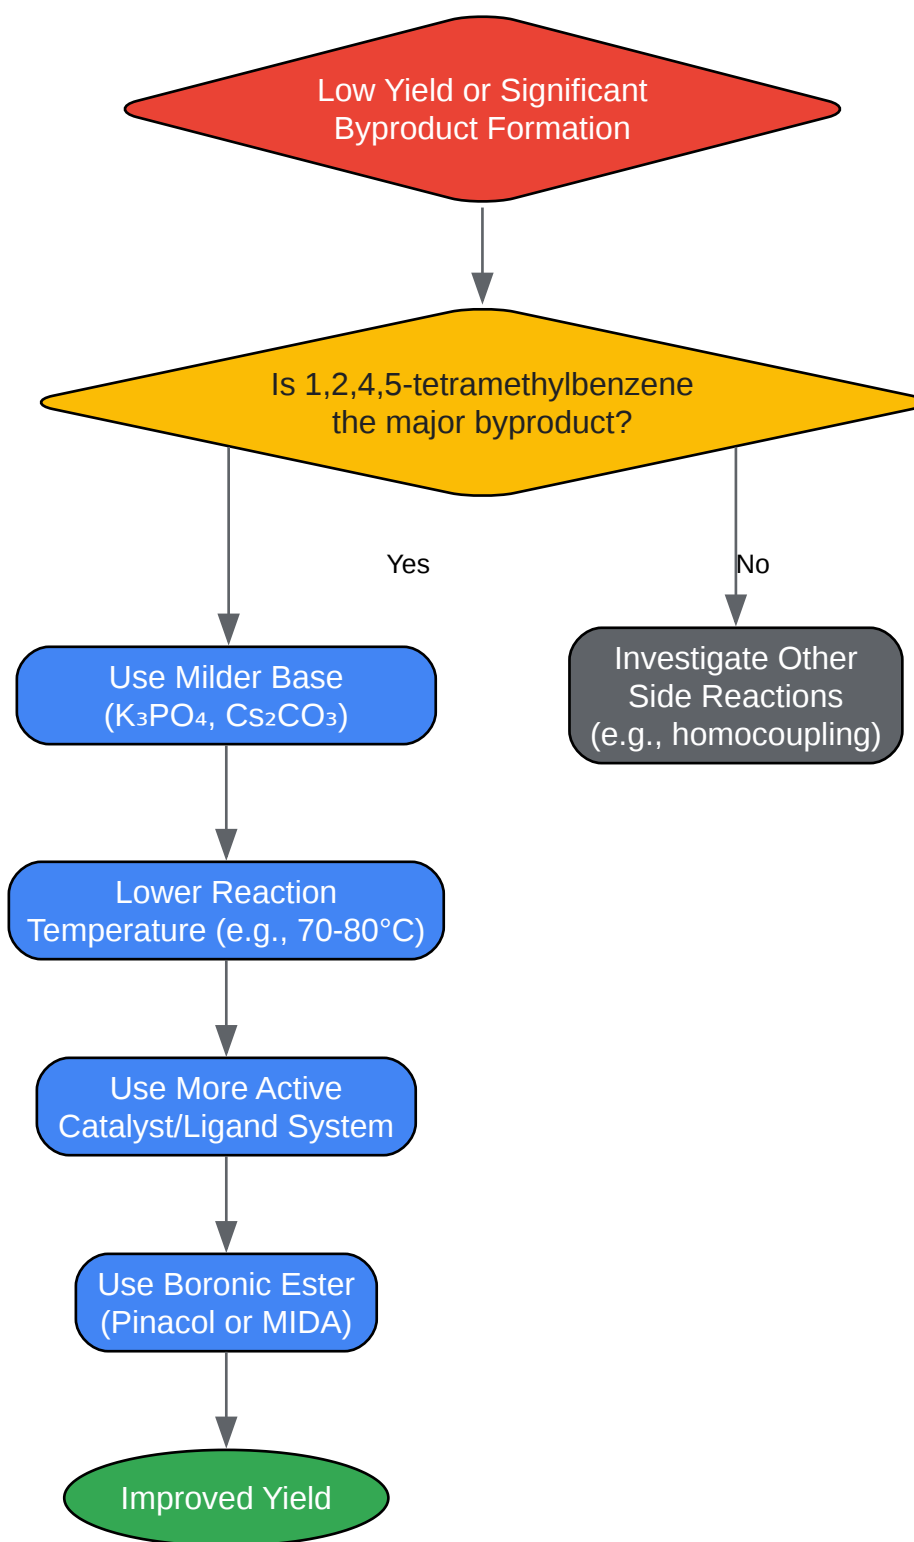 Low Yield or Significant
Byproduct Formation
Is 1,2,4,5-tetramethylbenzene
the major byproduct?
Yes
No
Use Milder Base
(K₃PO₄, Cs₂CO₃)
Investigate Other
Side Reactions
(e.g., homocoupling)
Lower Reaction
Temperature (e.g., 70-80°C)
Use More Active
Catalyst/Ligand System
Use Boronic Ester
(Pinacol or MIDA)
Improved Yield